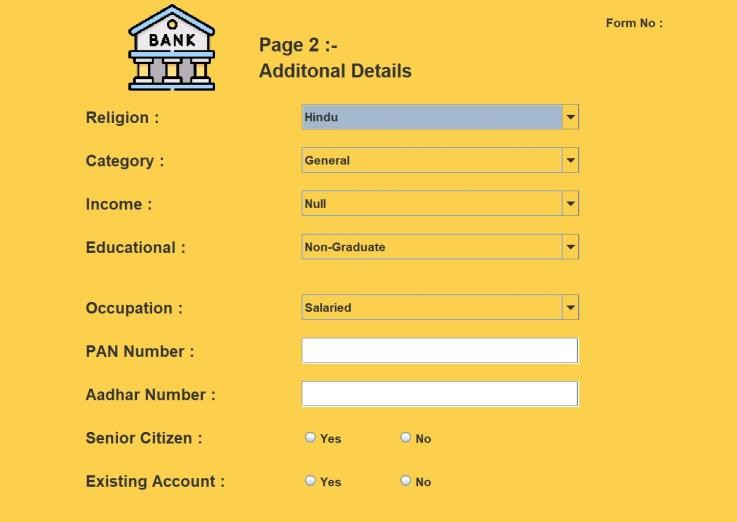 BANK
Form No :
Page 2 :-
Additonal Details
Religion : Hindu
Category : General
Income : Null
Educational : Non-Graduate
Occupation : Salaried
PAN Number :
Aadhar Number :
Senior Citizen : Yes No
Existing Account : Yes No